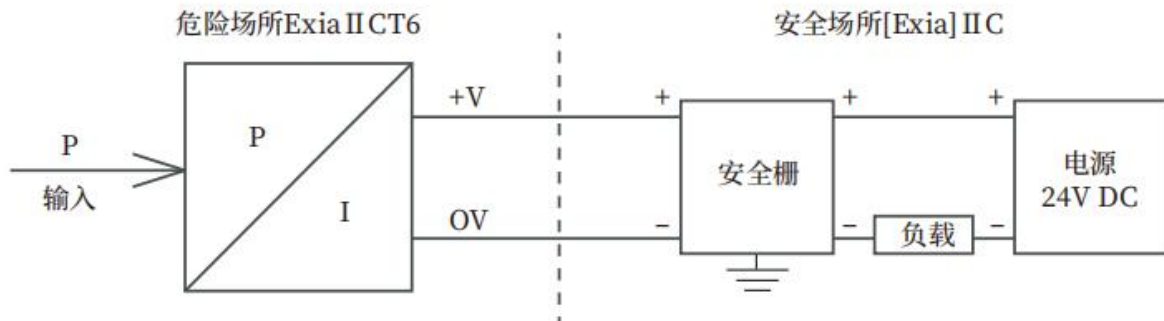 危险场所ExiaⅡCT6
安全场所[Exia]ⅡC
P
输入
P
I
+V
OV
+
−
安全栅
+
−
负载
+
−
电源
24V DC